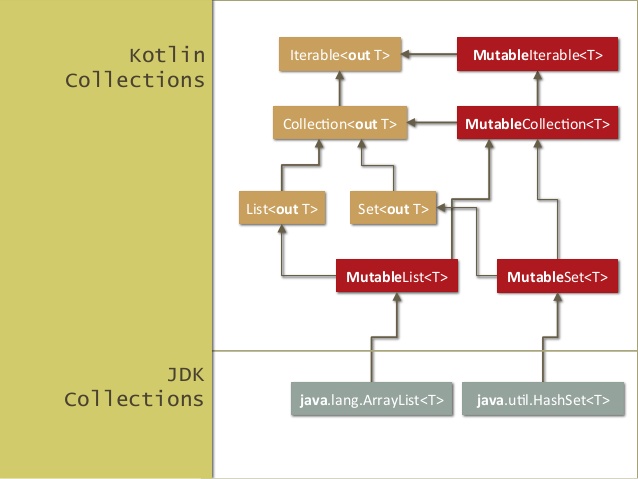 Kotlin
Collections
Iterable<out T>
MutableIterable<T>
Collection<out T>
MutableCollection<T>
List<out T>
Set<out T>
MutableList<T>
MutableSet<T>
JDK
Collections
java.lang.ArrayList<T>
java.util.HashSet<T>